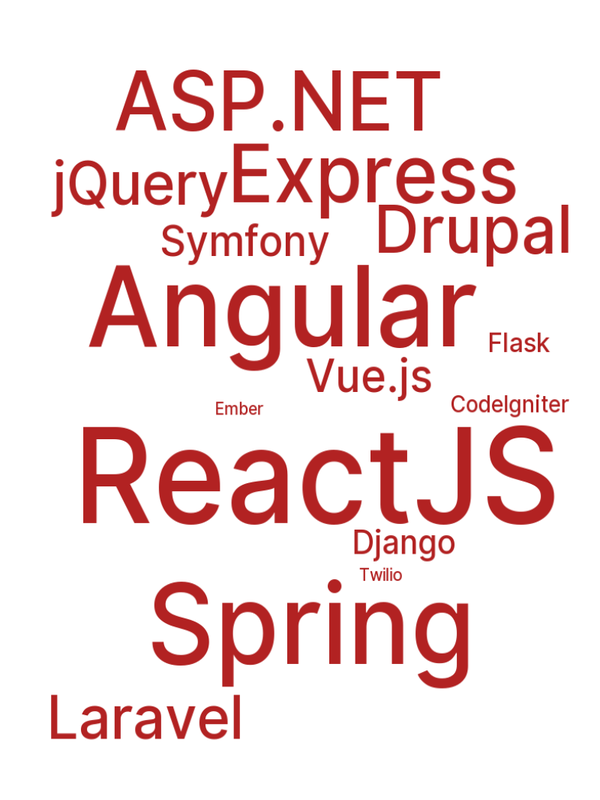 ASP.NET
jQuery Express
Drupal
Symfony
Angular
Flask
Vue.js
CodeIgniter
Ember
ReactJS
Django
Twilio
Spring
Laravel